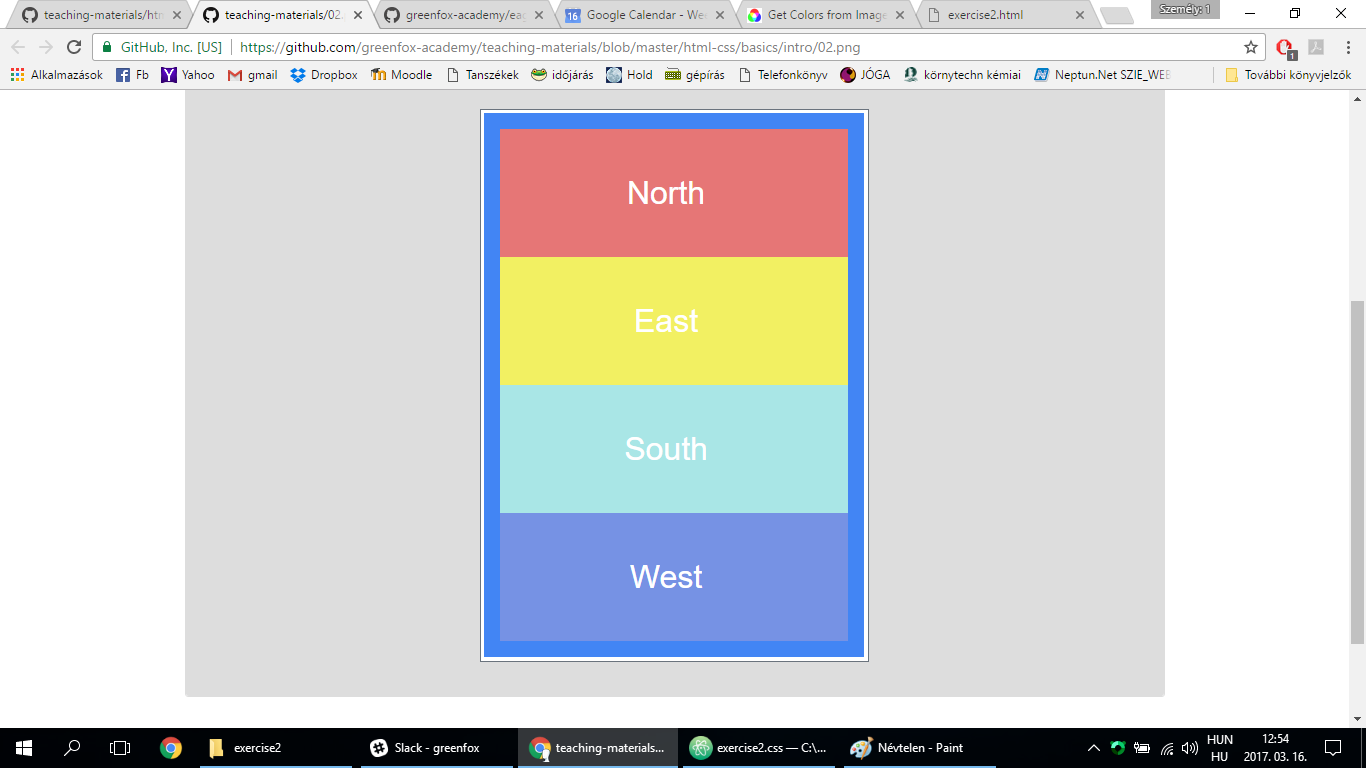 Személy: 1
teaching-materials/htm
teaching-materials/02.
greenfox-academy/eag
Google Calendar - Wee
Get Colors from Image
exercise2.html
GitHub, Inc. [US] https://github.com/greenfox-academy/teaching-materials/blob/master/html-css/basics/intro/02.png
1
Alkalmazások Fb Yahoo gmail Dropbox Moodle Tanszékek időjárás Hold gépírás Telefonkönyv JÓGA környtechn kémiai Neptun.Net SZIE_WEB További könyvjelzők
North
East
South
West
exercise2
Slack - greenfox
teaching-materials...
exercise2.css — C:\...
Névtelen - Paint
HUN
HU
12:54
2017. 03. 16.